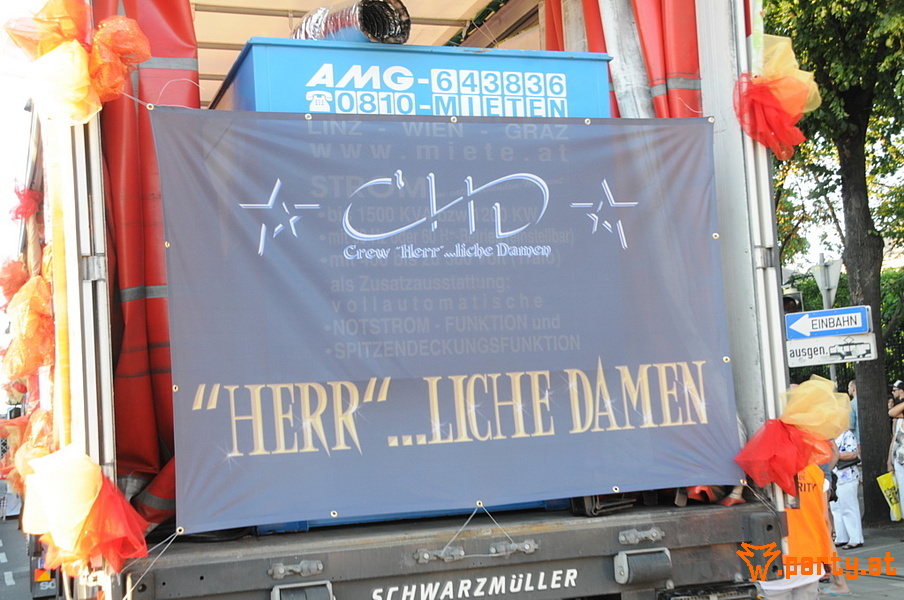 AMG-643836
0810-MIETEN
LINZ - WIEN - GRAZ
www.miete.at
CHD
Crew "Herr"...liche Damen
als Zusatzausstattung:
vollautomatische
•NOTSTROM - FUNKTION und
•SPITZENDECKUNGSFUNKTION
"HERR"...LICHE DAMEN
EINBAHN
ausgen.
SCHWARZMÜLLER
party.at